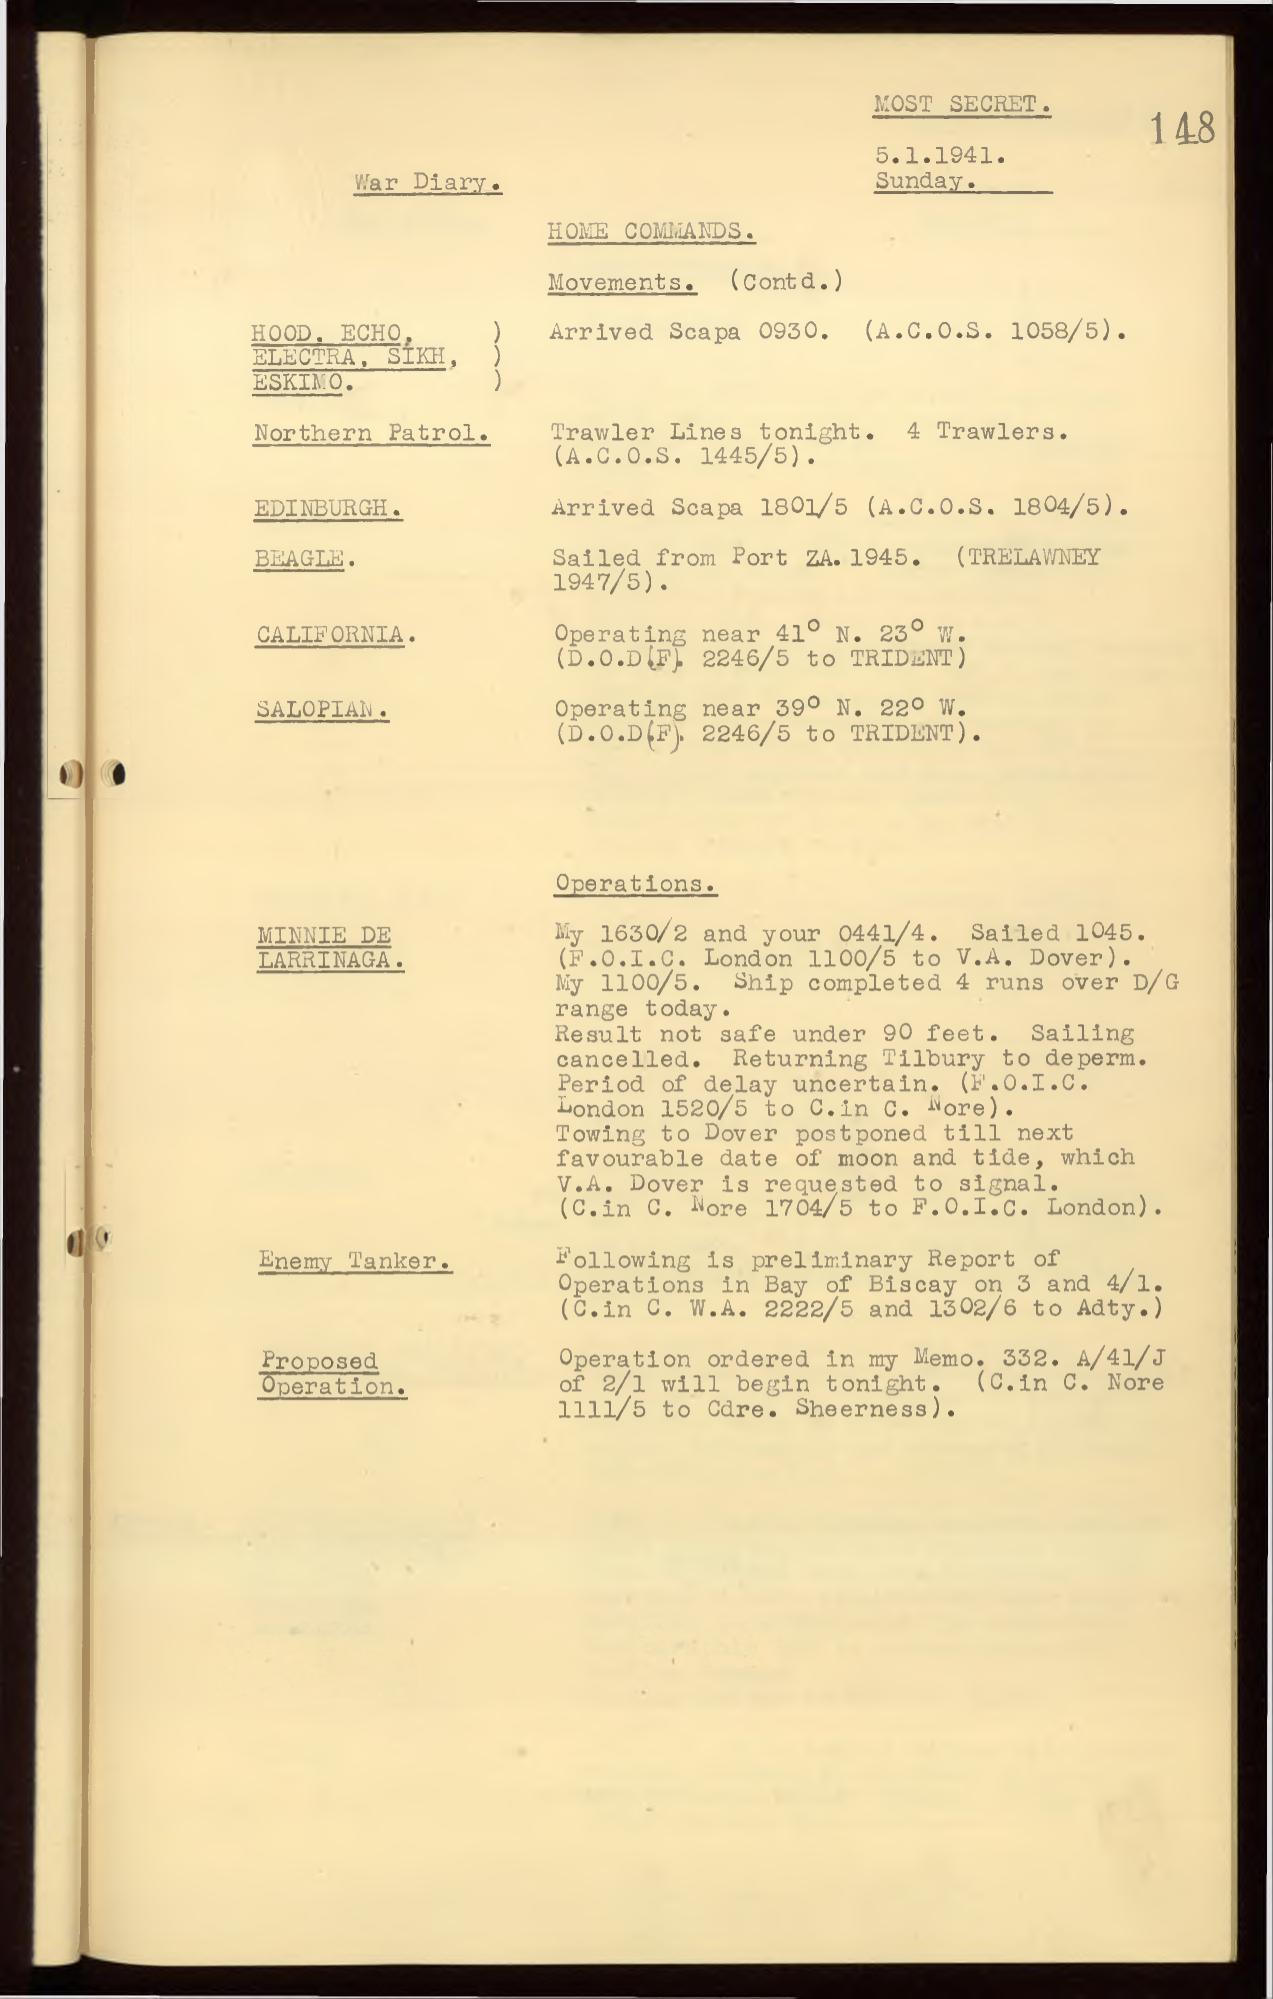 MOST SECRET.
148
5.1.1941.
War Diary.
Sunday.
HOME COMMANDS.
Movements. (Contd.)
HOOD, ECHO, ) Arrived Scapa 0930. (A.C.O.S. 1058/5).
ELECTRA, SIKH, )
ESKIMO. )
Northern Patrol. Trawler Lines tonight. 4 Trawlers.
(A.C.O.S. 1445/5).
EDINBURGH. Arrived Scapa 1801/5 (A.C.O.S. 1804/5).
BEAGLE. Sailed from Port ZA. 1945. (TRELAWNEY
1947/5).
CALIFORNIA. Operating near 41° N. 23° W.
(D.O.D(F). 2246/5 to TRIDENT)
SALOPIAN. Operating near 39° N. 22° W.
(D.O.D(F). 2246/5 to TRIDENT).
Operations.
MINNIE DE My 1630/2 and your 0441/4. Sailed 1045.
LARRINAGA. (F.O.I.C. London 1100/5 to V.A. Dover).
My 1100/5. Ship completed 4 runs over D/G
range today.
Result not safe under 90 feet. Sailing
cancelled. Returning Tilbury to deperm.
Period of delay uncertain. (F.O.I.C.
London 1520/5 to C.in C. Nore).
Towing to Dover postponed till next
favourable date of moon and tide, which
V.A. Dover is requested to signal.
(C.in C. Nore 1704/5 to F.O.I.C. London).
Enemy Tanker. Following is preliminary Report of
Operations in Bay of Biscay on 3 and 4/1.
(C.in C. W.A. 2222/5 and 1302/6 to Adty.)
Proposed Operation ordered in my Memo. 332. A/41/J
Operation. of 2/1 will begin tonight. (C.in C. Nore
1111/5 to Cdre. Sheerness).